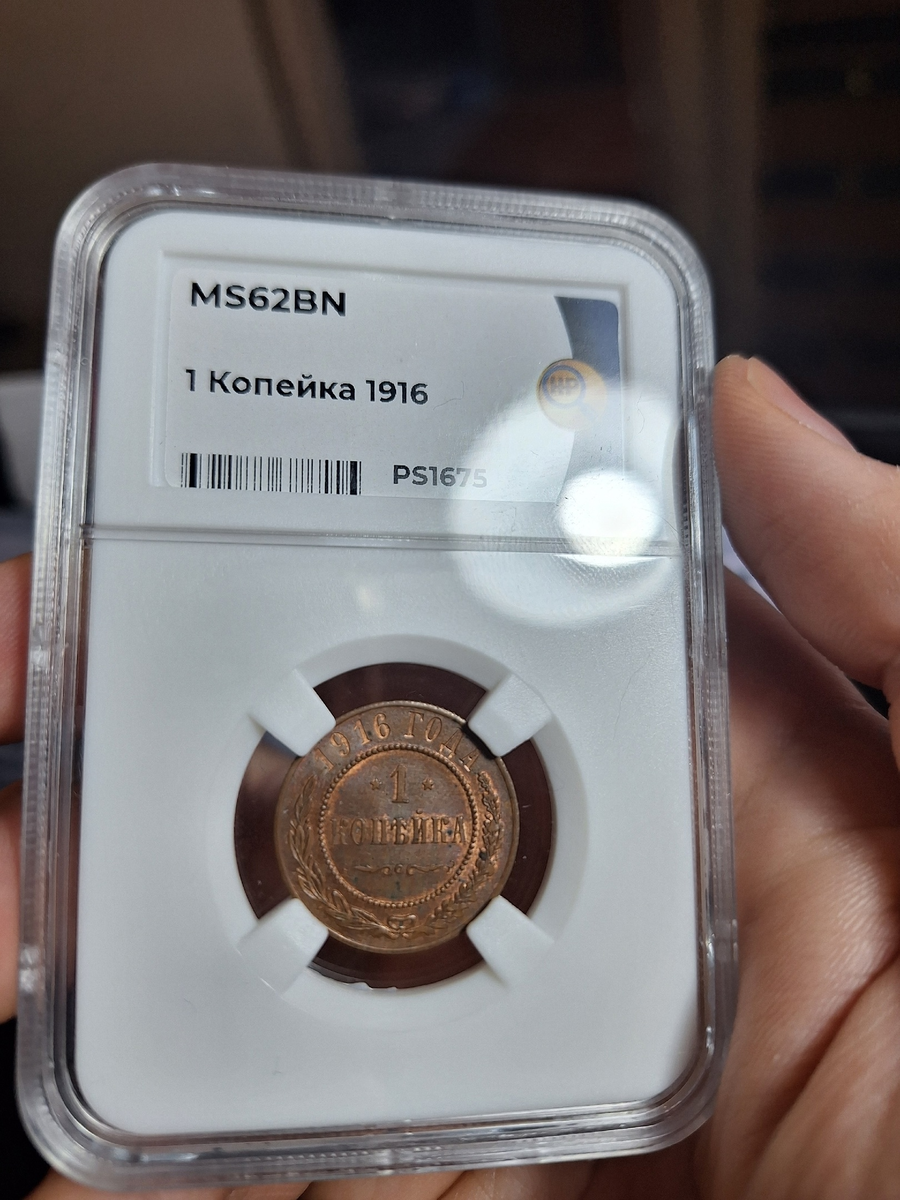 MS62BN
1 Копейка 1916
PS1675
1916 ГОДА
* 1 *
КОПѢЙКА